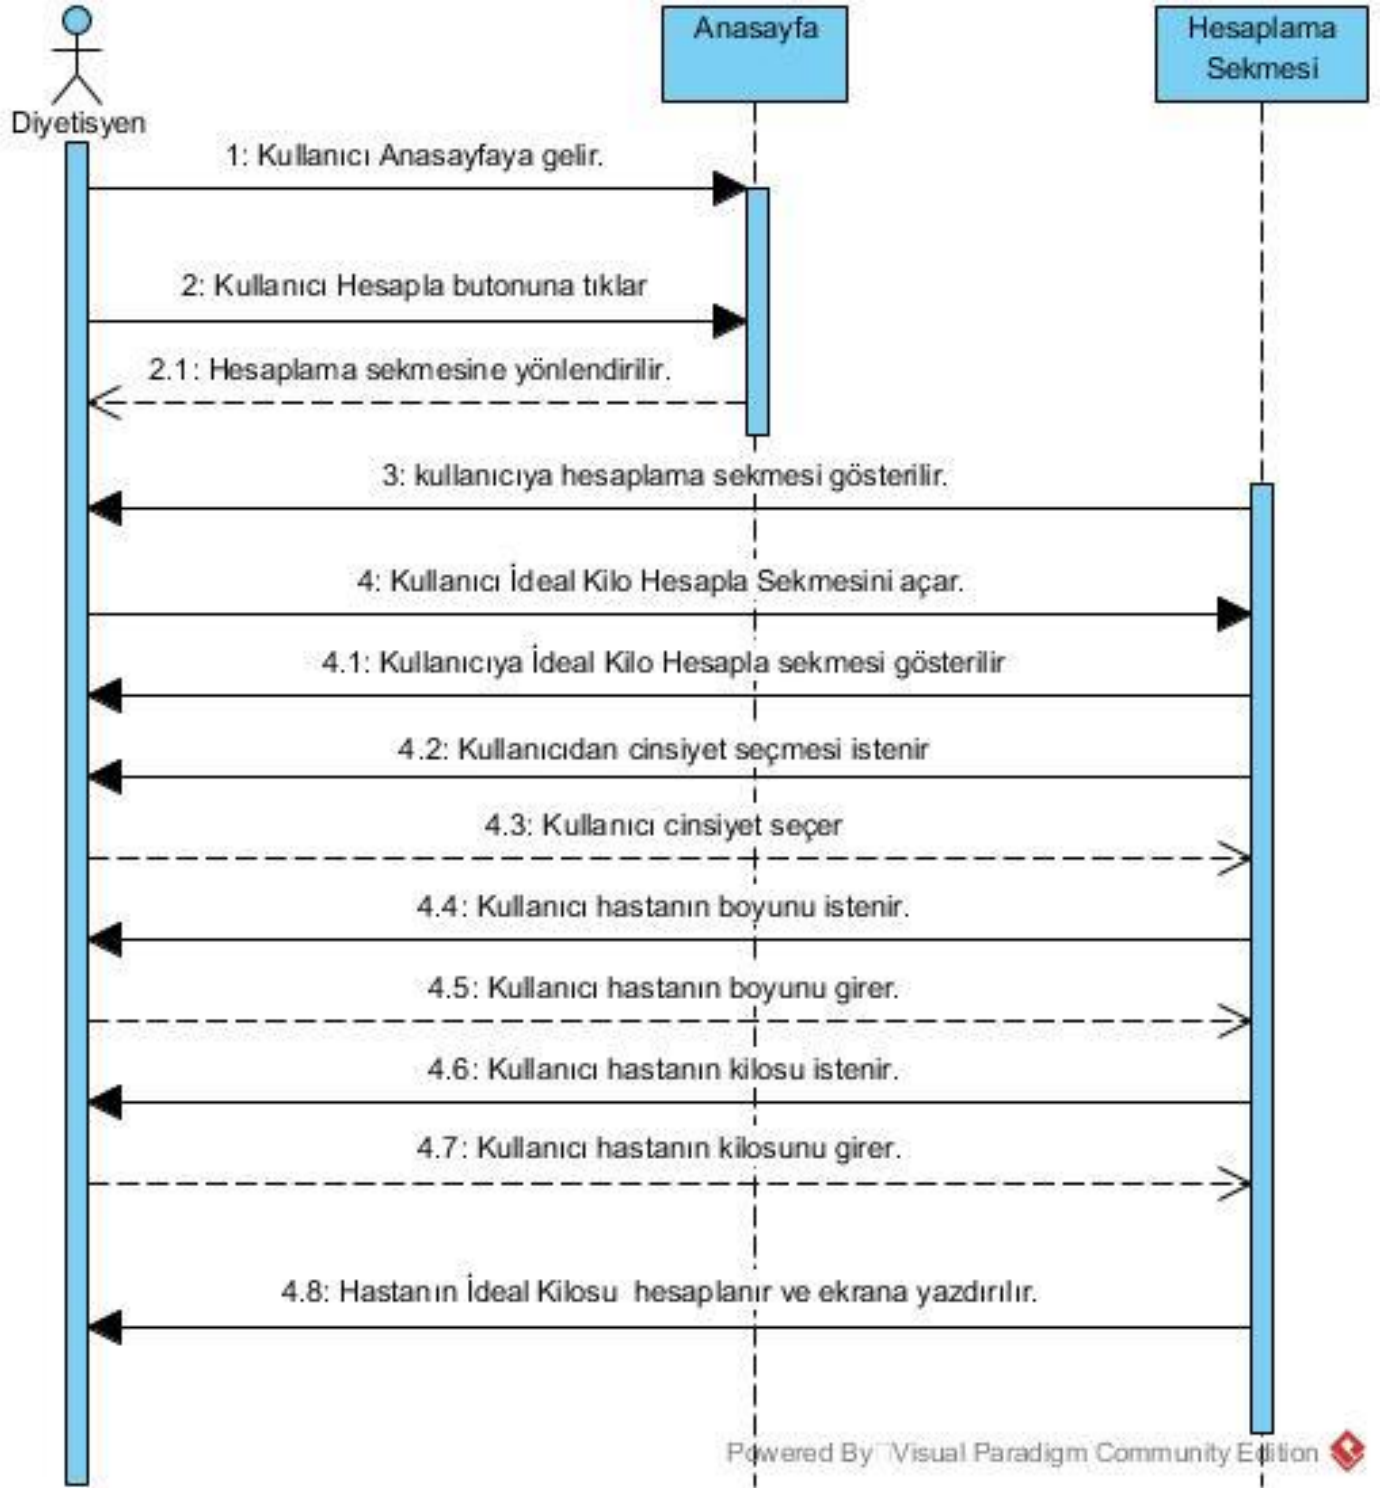 Anasayfa
Hesaplama
Sekmesi
Diyetisyen
1: Kullanıcı Anasayfaya gelir.
2: Kullanıcı Hesapla butonuna tıklar
2.1: Hesaplama sekmesine yönlendirilir.
3: kullanıcıya hesaplama sekmesi gösterilir.
4: Kullanıcı İdeal Kilo Hesapla Sekmesini açar.
4.1: Kullanıcıya İdeal Kilo Hesapla sekmesi gösterilir
4.2: Kullanıcıdan cinsiyet seçmesi istenir
4.3: Kullanıcı cinsiyet seçer
4.4: Kullanıcı hastanın boyunu istenir.
4.5: Kullanıcı hastanın boyunu girer.
4.6: Kullanıcı hastanın kilosu istenir.
4.7: Kullanıcı hastanın kilosunu girer.
4.8: Hastanın İdeal Kilosu hesaplanır ve ekrana yazdırılır.
Powered By Visual Paradigm Community Edition